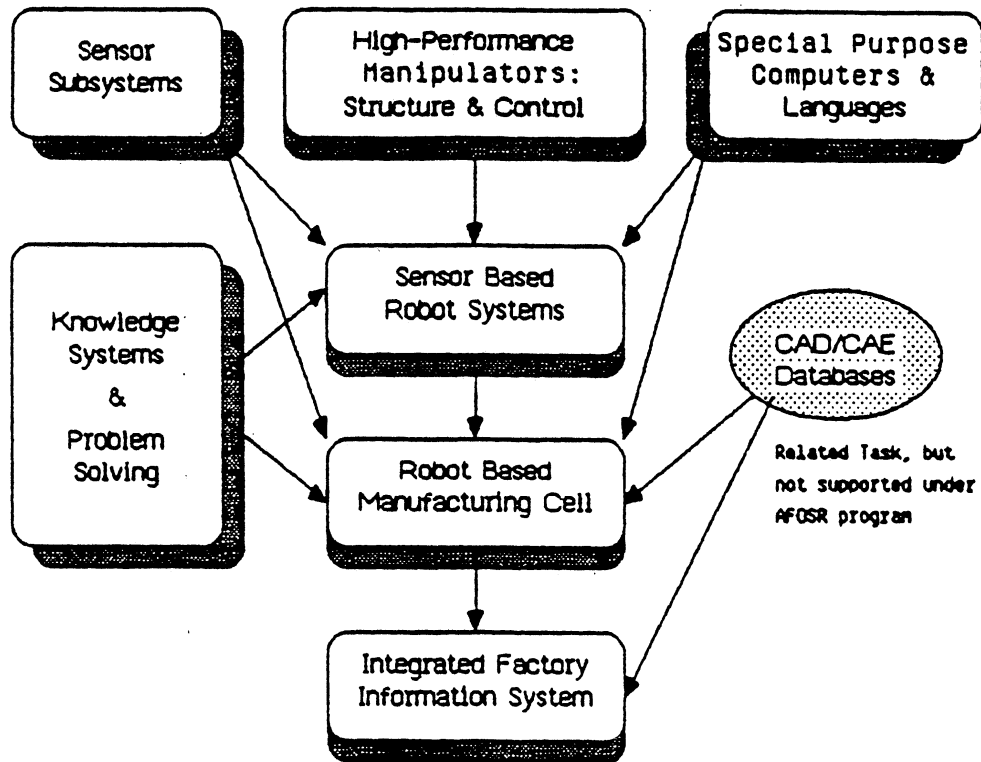 Sensor
Subsystems
High-Performance
Manipulators:
Structure & Control
Special Purpose
Computers &
Languages
Sensor Based
Robot Systems
Knowledge
Systems
&
Problem
Solving
CAD/CAE
Databases
Related Task, but
not supported under
AFOSR program
Robot Based
Manufacturing Cell
Integrated Factory
Information System